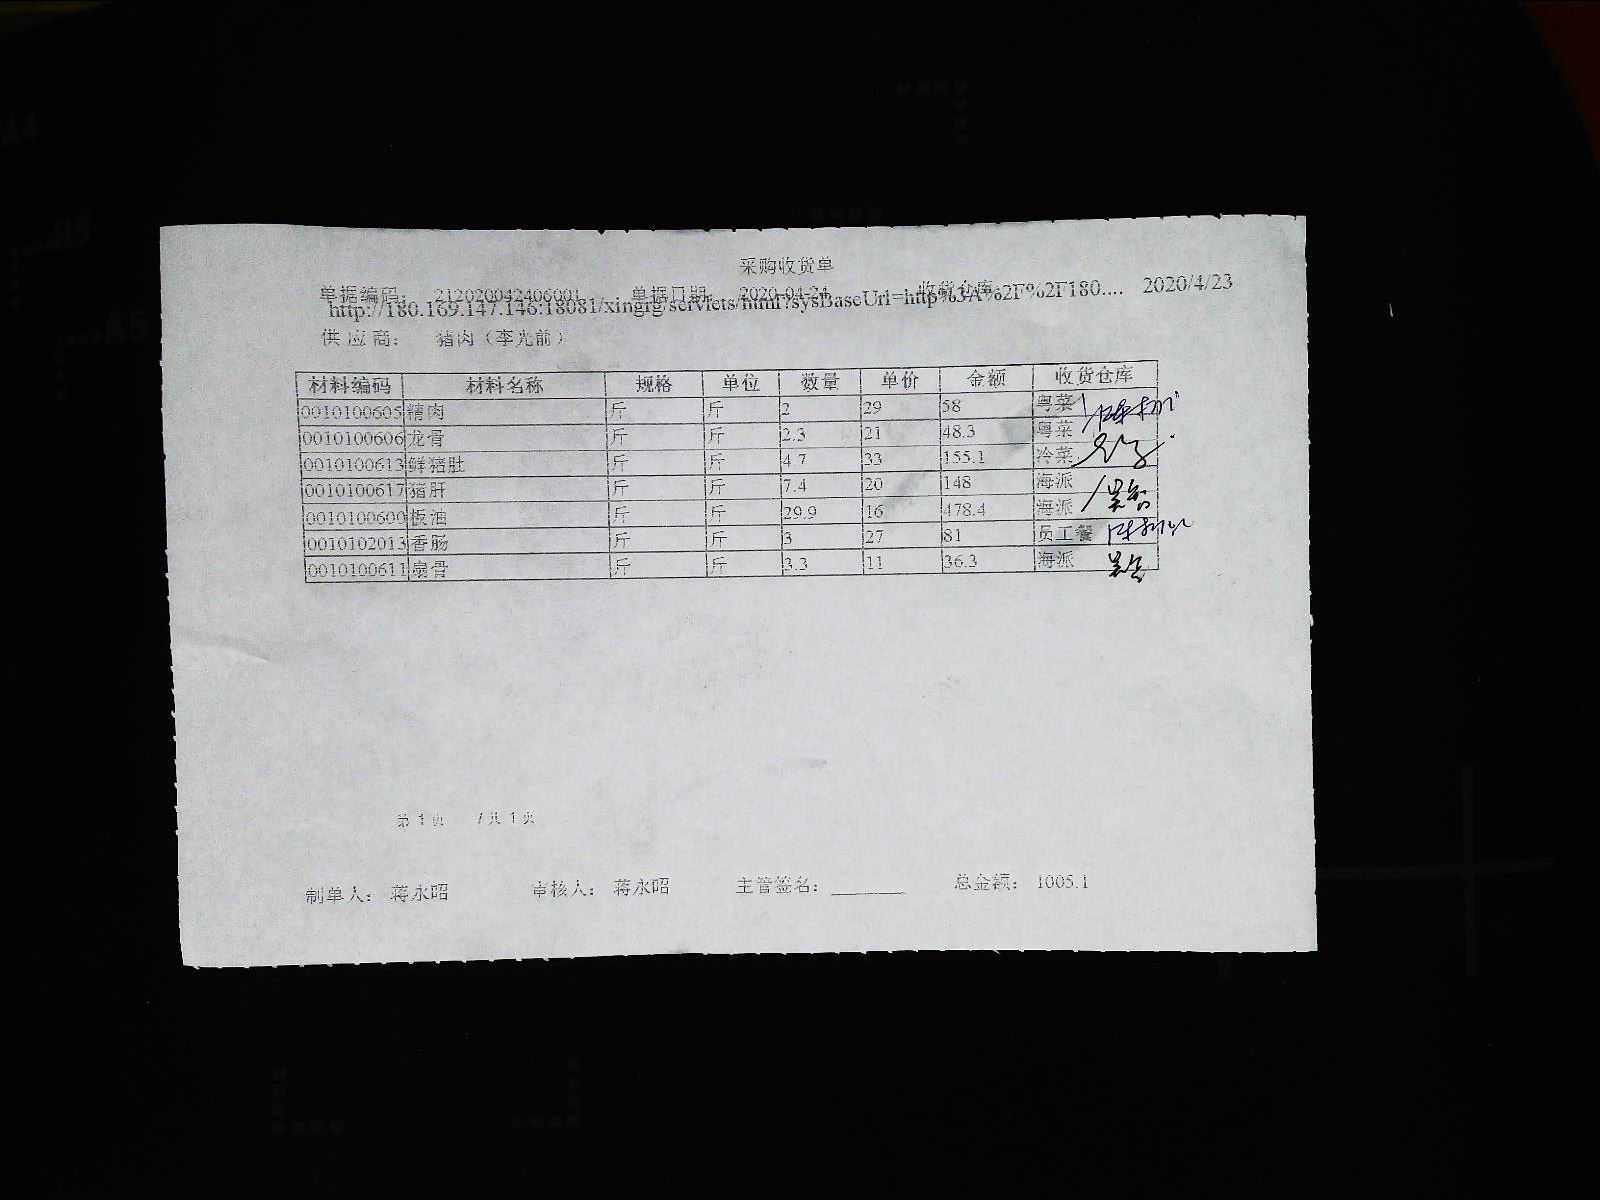 采购收货单
单据编码: 212020042406001 单据日期: 2020-04-24 收货仓库:
http://180.169.147.146:18081/xingrg/servlets/html?sysBaseUrl=http%3A%2F%2F180.... 2020/4/23
供应商: 猪肉(李光前)
材料编码 材料名称 规格 单位 数量 单价 金额 收货仓库
0010100605 精肉 斤 斤 2 29 58 粤菜
0010100606 龙骨 斤 斤 2.3 21 48.3 粤菜
0010100613 鲜猪肚 斤 斤 4.7 33 155.1 冷菜
0010100617 猪肝 斤 斤 7.4 20 148 海派
0010100600 板油 斤 斤 29.9 16 478.4 海派
0010102013 香肠 斤 斤 3 27 81 员工餐
0010100611 扇骨 斤 斤 3.3 11 36.3 海派
第1页 /共1页
制单人: 蒋永昭 审核人: 蒋永昭 主管签名: 总金额: 1005.1